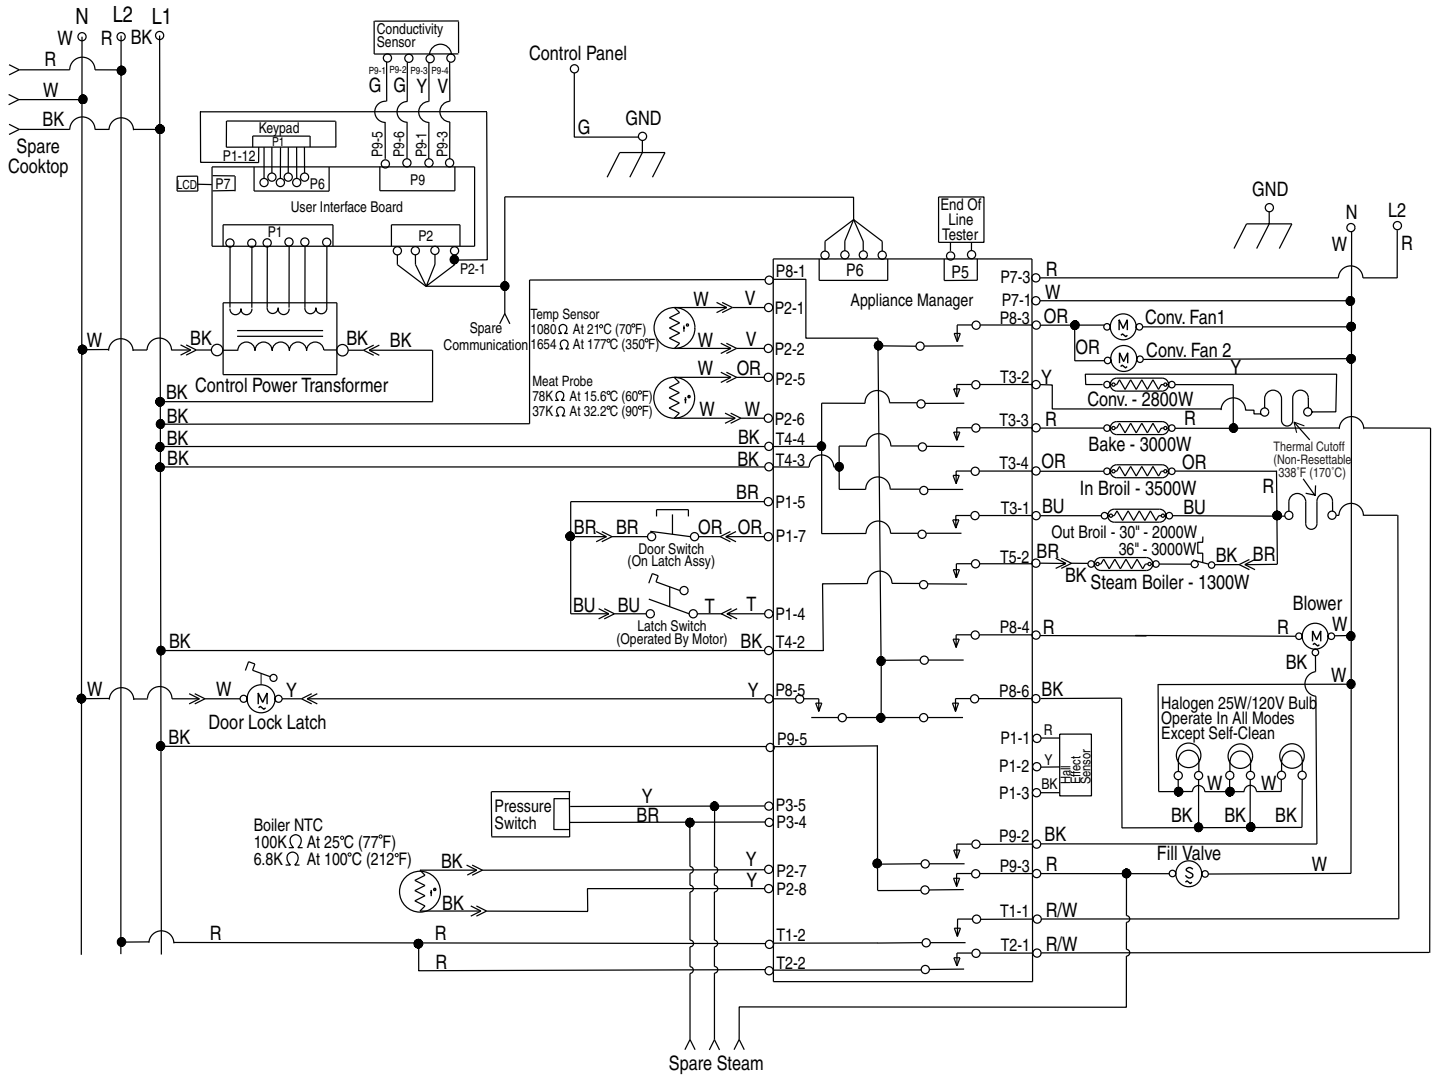 N L2 L1
W R BK
R
W
BK
Spare
Cooktop
Conductivity
Sensor
P9-1 P9-2 P9-3 P9-4
G G Y V
P9-5 P9-6 P9-1 P9-3
Keypad
P1
P1-12
LCD P7 P6 P9
User Interface Board
P1 P2
P2-1
Control Panel
G
GND
W BK BK BK
Control Power Transformer
Spare
Communication
Temp Sensor
1080Ω At 21°C (70°F)
1654 Ω At 177°C (350°F)
W V
W V
Meat Probe
78KΩ At 15.6°C (60°F)
37KΩ At 32.2°C (90°F)
W OR
W W
BK
BK
BK BK
BK BK
BR
BR BR OR OR
Door Switch
(On Latch Assy)
BU BU T T
Latch Switch
(Operated By Motor)
BK BK
W W M Y Y
Door Lock Latch
BK
Pressure
Switch
Y
BR
Boiler NTC
100KΩ At 25°C (77°F)
6.8KΩ At 100°C (212°F)
BK Y
BK Y
R R
R
Spare Steam
End Of
Line
Tester
P6 P5
Appliance Manager
P8-1
P2-1
P2-2
P2-5
P2-6
T4-4
T4-3
P1-5
P1-7
P1-4
T4-2
P8-5
P9-5
P3-5
P3-4
P2-7
P2-8
T1-2
T2-2
P7-3 R
P7-1 W
P8-3 OR
T3-2 Y
T3-3 R
T3-4 OR
T3-1 BU
T5-2 BR
P8-4 R
P8-6 BK
P1-1 R
P1-2 Y
P1-3 BK
P9-2 BK
P9-3 R
T1-1 R/W
T2-1 R/W
GND
N L2
W R
M Conv. Fan1
OR M Conv. Fan 2
Y
Conv. - 2800W
R
Bake - 3000W
Thermal Cutoff
(Non-Resettable
338°F (170°C)
OR
In Broil - 3500W
R
BU
Out Broil - 30" - 2000W
36" - 3000W
BK BK BR
Steam Boiler - 1300W
Blower
R M W
BK
W
Halogen 25W/120V Bulb
Operate In All Modes
Except Self-Clean
W W
BK BK BK
Hall
Effect
Sensor
Fill Valve
S W